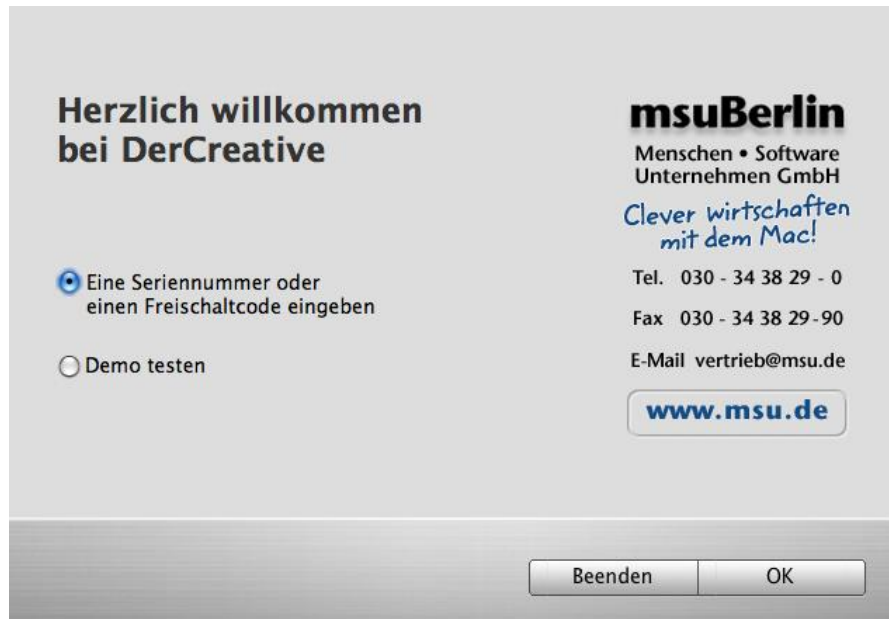 Herzlich willkommen
bei DerCreative
Eine Seriennummer oder
einen Freischaltcode eingeben
Demo testen
msuBerlin
Menschen • Software
Unternehmen GmbH
Clever wirtschaften
mit dem Mac!
Tel. 030 - 34 38 29 - 0
Fax 030 - 34 38 29 - 90
E-Mail vertrieb@msu.de
www.msu.de
Beenden
OK